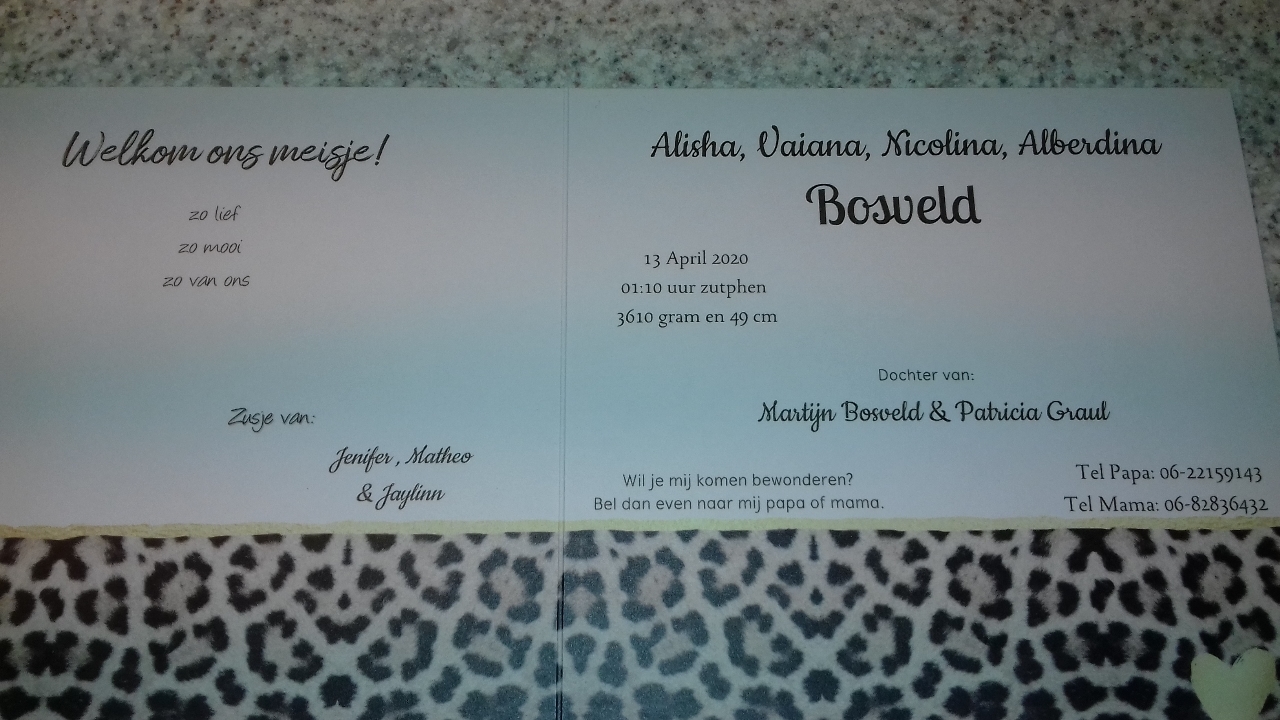 Welkom ons meisje!
zo lief
zo mooi
zo van ons
Zusje van:
Jenifer, Matheo
& Jaylinn
Alisha, Vaiana, Nicolina, Alberdina
Bosveld
13 April 2020
01:10 uur zutphen
3610 gram en 49 cm
Dochter van:
Martijn Bosveld & Patricia Graul
Wil je mij komen bewonderen?
Bel dan even naar mij papa of mama.
Tel Papa: 06-22159143
Tel Mama: 06-82836432